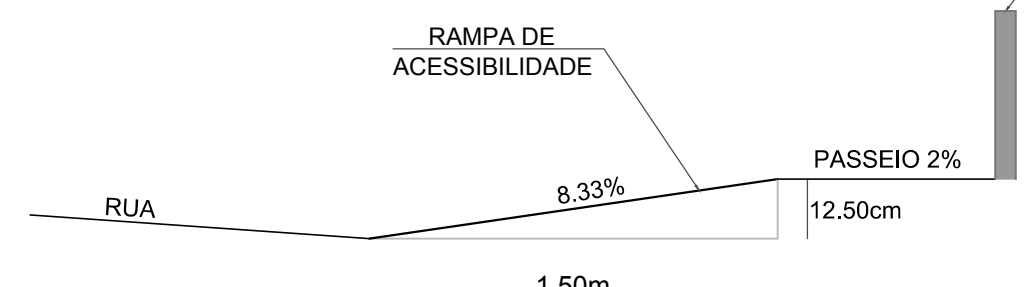 RAMPA DE
ACESSIBILIDADE
PASSEIO 2%
8.33%
RUA
12.50cm
1.50m